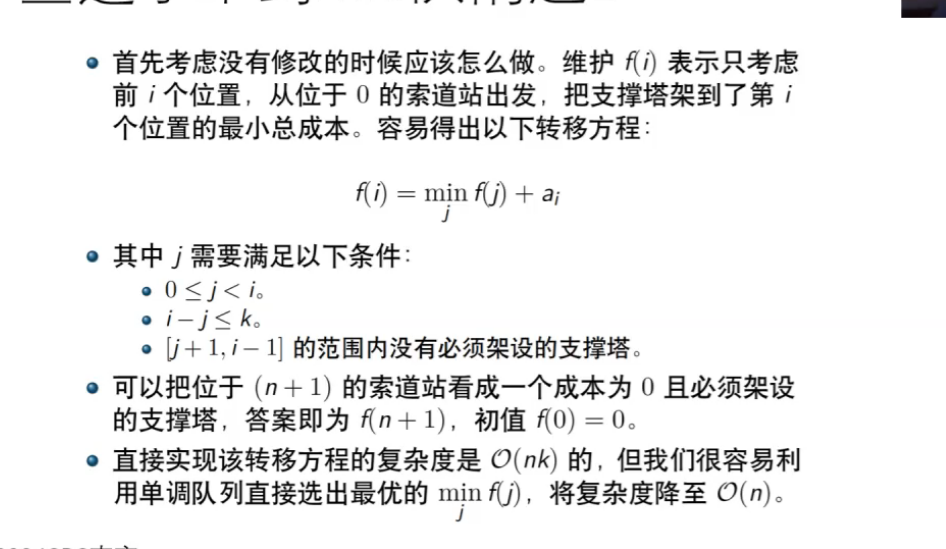 首先考虑没有修改的时候应该怎么做。维护 f(i) 表示只考虑
前 i 个位置，从位于 0 的索道站出发，把支撑塔架到了第 i
个位置的最小总成本。容易得出以下转移方程：
f(i) = min_j f(j) + a_i
其中 j 需要满足以下条件：
0 ≤ j < i。
i − j ≤ k。
[j + 1, i − 1] 的范围内没有必须架设的支撑塔。
可以把位于 (n + 1) 的索道站看成一个成本为 0 且必须架设
的支撑塔，答案即为 f(n + 1)，初值 f(0) = 0。
直接实现该转移方程的复杂度是 O(nk) 的，但我们很容易利
用单调队列直接选出最优的 min_j f(j)，将复杂度降至 O(n)。